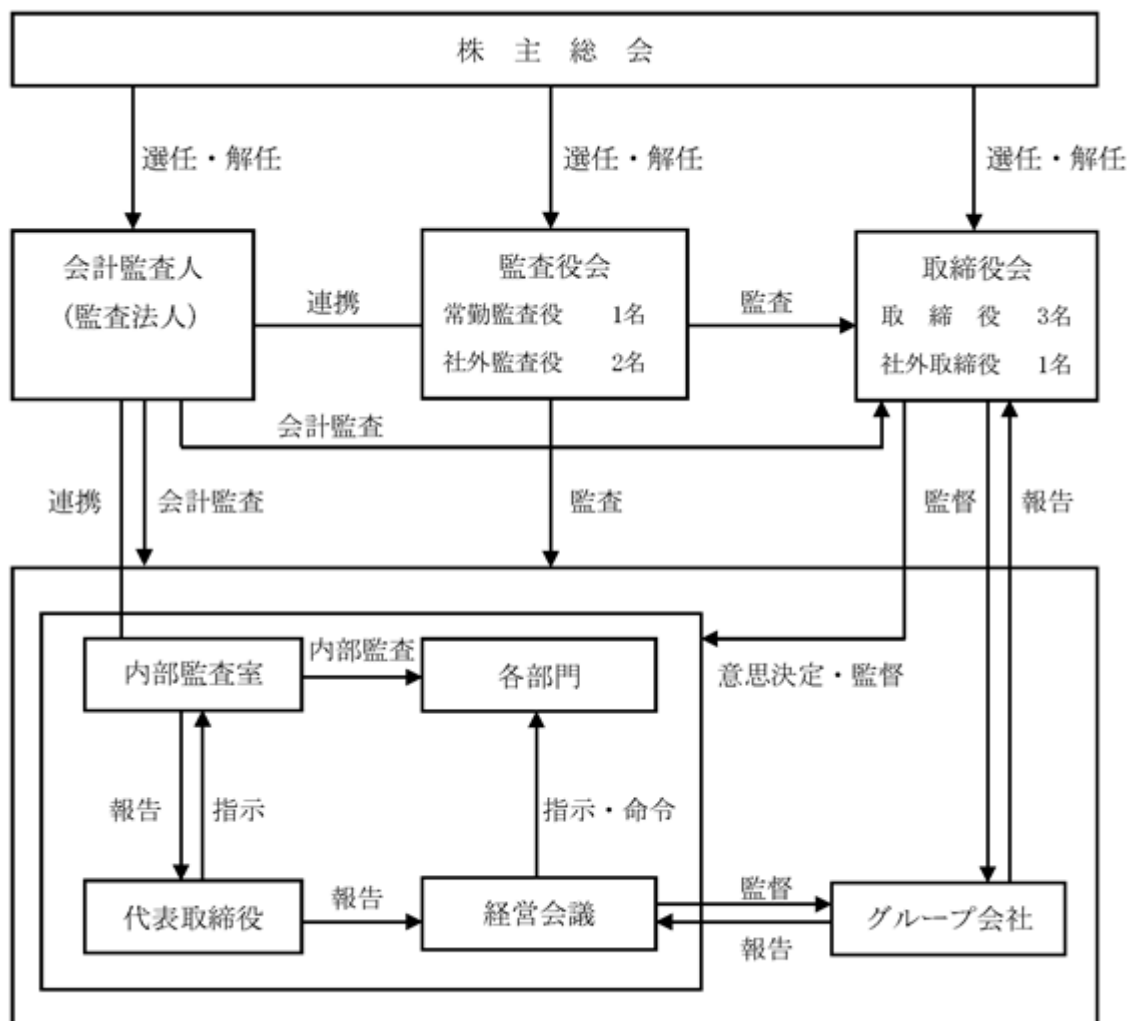 株主総会
選任・解任
選任・解任
選任・解任
会計監査人
(監査法人)
連携
監査役会
常勤監査役 1名
社外監査役 2名
監査
取締役会
取締役 3名
社外取締役 1名
会計監査
連携
会計監査
監査
監督
報告
内部監査室
内部監査
各部門
意思決定・監督
報告
指示
指示・命令
代表取締役
報告
経営会議
監督
報告
グループ会社